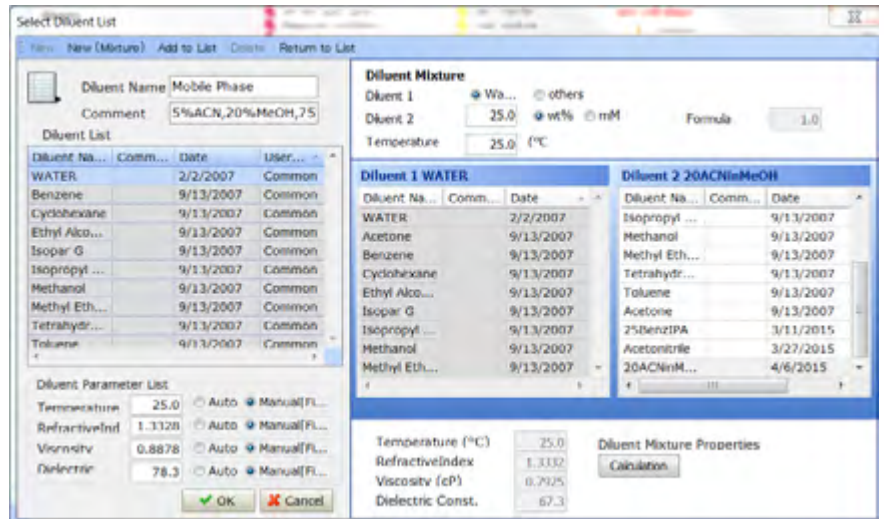 Select Diluent List
New New (Mixture) Add to List Delete Return to List
Diluent Name Mobile Phase
Comment 5%ACN,20%MeOH,75
Diluent List
Diluent Na... Comm... Date User...
WATER 2/2/2007 Common
Benzene 9/13/2007 Common
Cyclohexane 9/13/2007 Common
Ethyl Alco... 9/13/2007 Common
Isopar G 9/13/2007 Common
Isopropyl ... 9/13/2007 Common
Methanol 9/13/2007 Common
Methyl Eth... 9/13/2007 Common
Tetrahydr... 9/13/2007 Common
Toluene 9/13/2007 Common
Diluent Parameter List
Temperature 25.0 Auto Manual[Fi...
RefractiveInd 1.3328 Auto Manual[Fi...
Viscosity 0.8878 Auto Manual[Fi...
Dielectric 78.3 Auto Manual[Fi...
OK Cancel
Diluent Mixture
Diluent 1 Wa... others
Diluent 2 25.0 wt% mM Formula 1.0
Temperature 25.0 (°C
Diluent 1 WATER
Diluent Na... Comm... Date
WATER 2/2/2007
Acetone 9/13/2007
Benzene 9/13/2007
Cyclohexane 9/13/2007
Ethyl Alco... 9/13/2007
Isopar G 9/13/2007
Isopropyl ... 9/13/2007
Methanol 9/13/2007
Methyl Eth... 9/13/2007
Diluent 2 20ACNinMeOH
Diluent Na... Comm... Date
Isopropyl ... 9/13/2007
Methanol 9/13/2007
Methyl Eth... 9/13/2007
Tetrahydr... 9/13/2007
Toluene 9/13/2007
Acetone 9/13/2007
25BenzIPA 3/11/2015
Acetonitrile 3/27/2015
20ACNinM... 4/6/2015
Temperature (°C) 25.0 Diluent Mixture Properties
RefractiveIndex 1.3332 Calculation
Viscosity (cP) 0.7925
Dielectric Const. 67.3